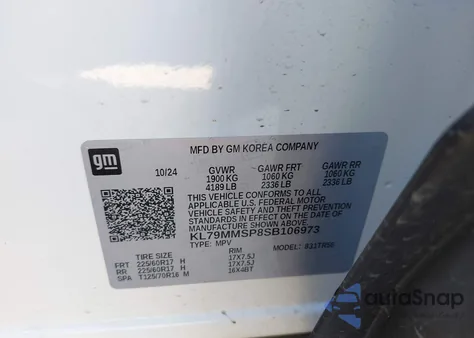 MFD BY GM KOREA COMPANY
gm
10/24 GVWR GAWR FRT GAWR RR
1900 KG 1060 KG 1060 KG
4189 LB 2336 LB 2336 LB
THIS VEHICLE CONFORMS TO ALL
APPLICABLE U.S. FEDERAL MOTOR
VEHICLE SAFETY AND THEFT
PREVENTION STANDARDS IN EFFECT
ON THE DATE OF
MANUFACTURE SHOWN ABOVE.
KL79MMSP8SB106973
TYPE: MPV MODEL:
TIRE SIZE RIM
FRT 225/60R17 H 17X7.5J
RR 225/60R17 H 17X7.5J
SPA T125/70R16 M 16X4BT
autoSnap